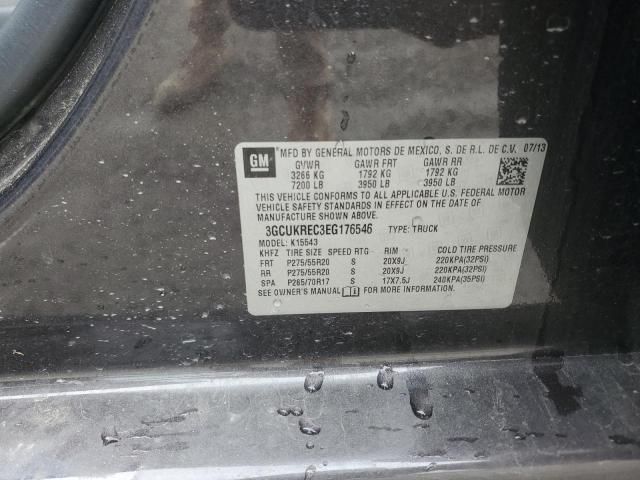 GM MFD BY GENERAL MOTORS DE MEXICO, S. DE R.L. DE C.V. 07/13
GVWR GAWR FRT GAWR RR
3266 KG 1792 KG 1792 KG
7200 LB 3950 LB 3950 LB
THIS VEHICLE CONFORMS TO ALL APPLICABLE U.S. FEDERAL MOTOR
VEHICLE SAFETY STANDARDS IN EFFECT ON THE DATE OF
MANUFACTURE SHOWN ABOVE.
3GCUKREC3EG176546 TYPE: TRUCK
MODEL: K15543
KHFZ TIRE SIZE SPEED RTG RIM COLD TIRE PRESSURE
FRT P275/55R20 S 20X9J 220KPA(32PSI)
RR P275/55R20 S 20X9J 220KPA(32PSI)
SPA P265/70R17 S 17X7.5J 240KPA(35PSI)
SEE OWNER'S MANUAL FOR MORE INFORMATION.